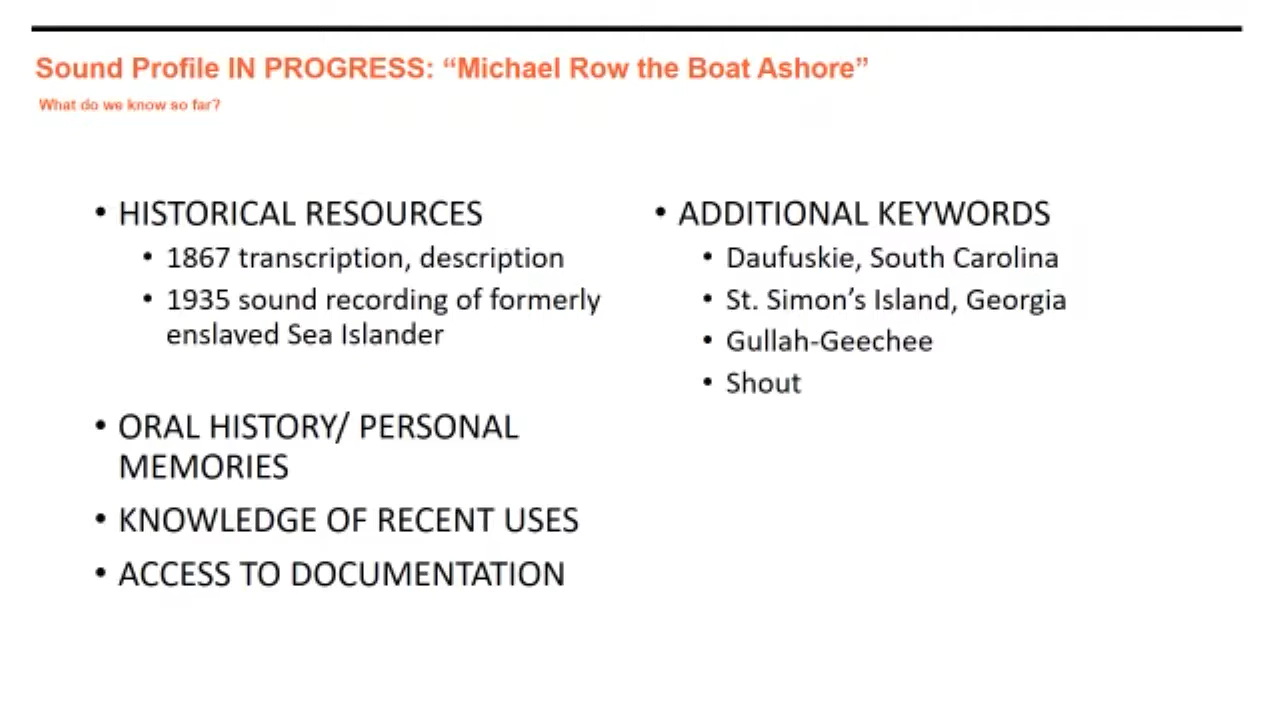 Sound Profile IN PROGRESS: “Michael Row the Boat Ashore”
What do we know so far?
• HISTORICAL RESOURCES
• 1867 transcription, description
• 1935 sound recording of formerly
enslaved Sea Islander
• ORAL HISTORY/ PERSONAL
MEMORIES
• KNOWLEDGE OF RECENT USES
• ACCESS TO DOCUMENTATION
• ADDITIONAL KEYWORDS
• Daufuskie, South Carolina
• St. Simon’s Island, Georgia
• Gullah-Geechee
• Shout